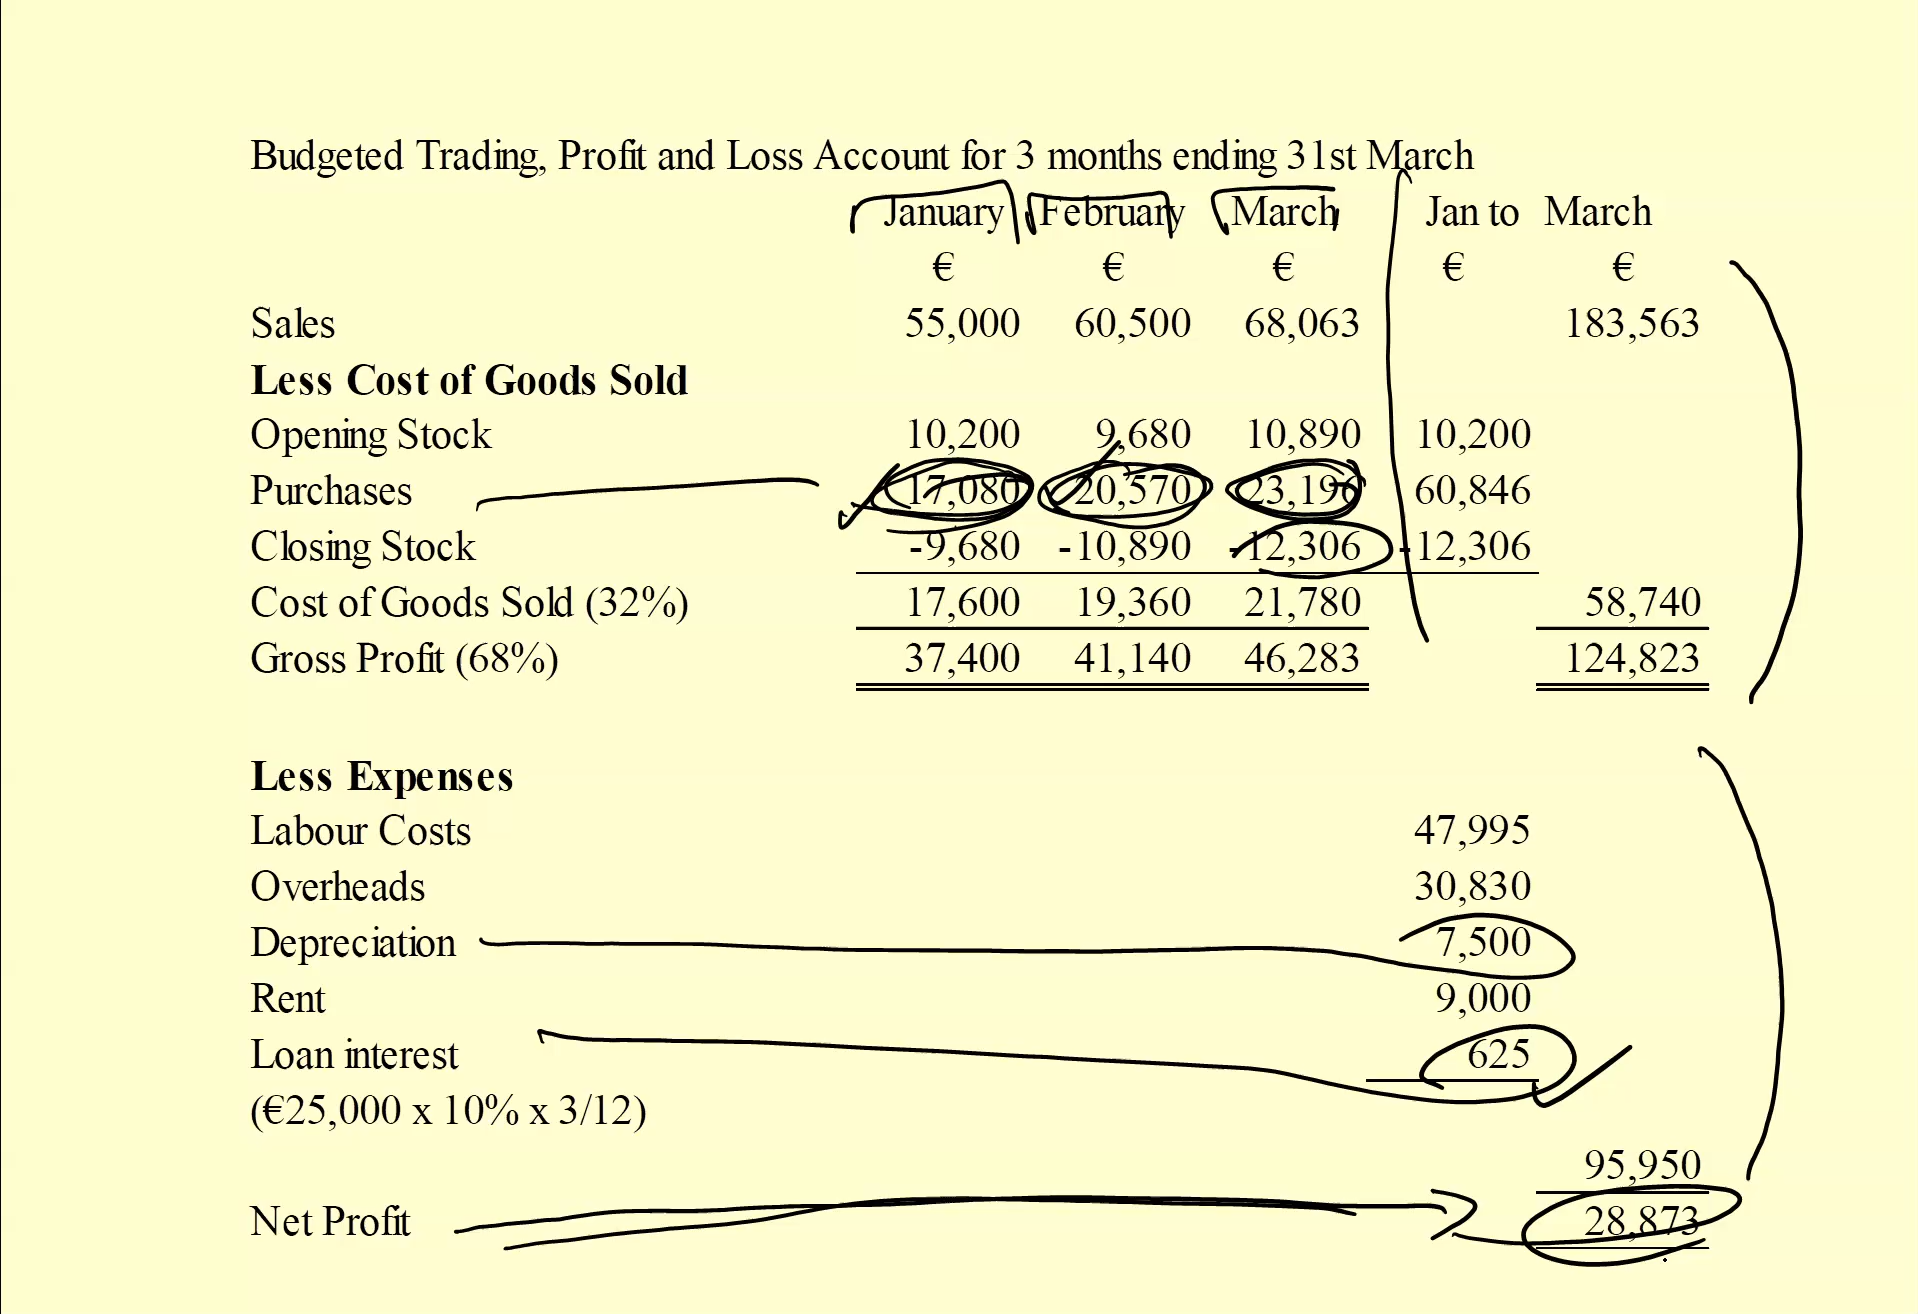 Budgeted Trading, Profit and Loss Account for 3 months ending 31st March
January February March Jan to March
€ € € € €
Sales 55,000 60,500 68,063 183,563
Less Cost of Goods Sold
Opening Stock 10,200 9,680 10,890 10,200
Purchases 17,080 20,570 23,196 60,846
Closing Stock -9,680 -10,890 -12,306 -12,306
Cost of Goods Sold (32%) 17,600 19,360 21,780 58,740
Gross Profit (68%) 37,400 41,140 46,283 124,823
Less Expenses
Labour Costs 47,995
Overheads 30,830
Depreciation 7,500
Rent 9,000
Loan interest 625
(€25,000 x 10% x 3/12)
95,950
Net Profit 28,873